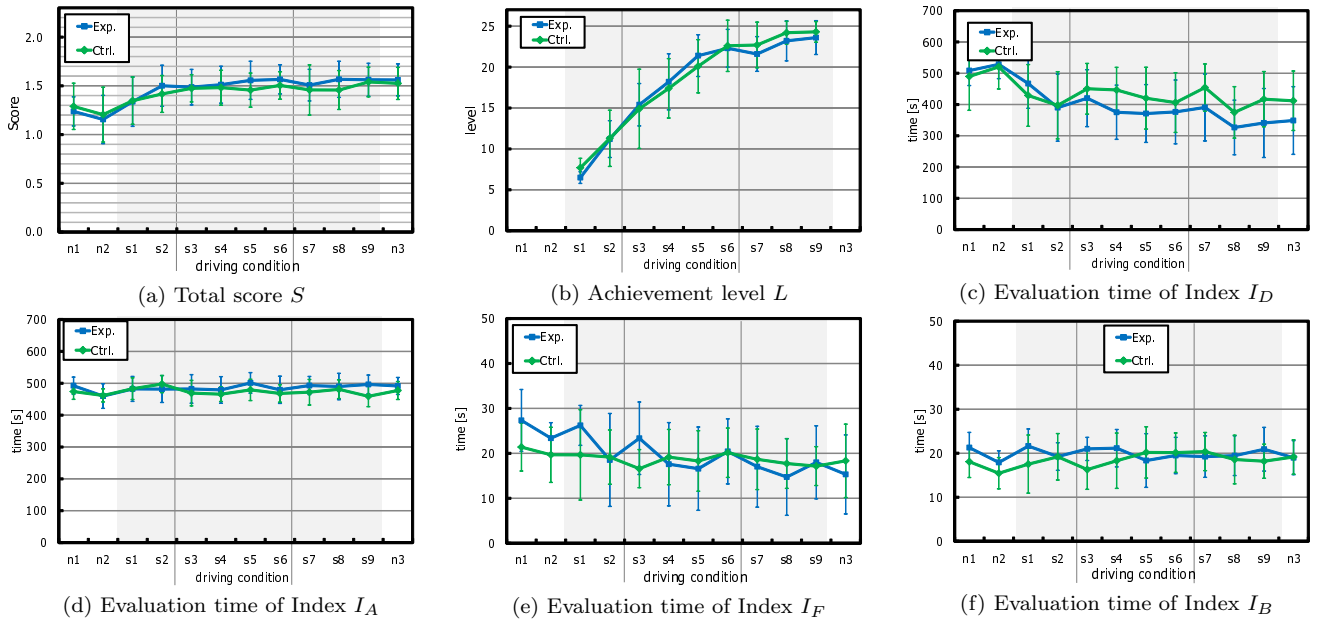 Exp.
Ctrl.
Score
2.0
1.5
1.0
0.5
0.0
n1 n2 s1 s2 s3 s4 s5 s6 s7 s8 s9 n3
driving condition
(a) Total score S
Exp.
Ctrl.
level
25
20
15
10
5
0
n1 n2 s1 s2 s3 s4 s5 s6 s7 s8 s9 n3
driving condition
(b) Achievement level L
Exp.
Ctrl.
time [s]
700
600
500
400
300
200
100
0
n1 n2 s1 s2 s3 s4 s5 s6 s7 s8 s9 n3
driving condition
(c) Evaluation time of Index I_D
Exp.
Ctrl.
time [s]
700
600
500
400
300
200
100
0
n1 n2 s1 s2 s3 s4 s5 s6 s7 s8 s9 n3
driving condition
(d) Evaluation time of Index I_A
Exp.
Ctrl.
time [s]
50
40
30
20
10
0
n1 n2 s1 s2 s3 s4 s5 s6 s7 s8 s9 n3
driving condition
(e) Evaluation time of Index I_F
Exp.
Ctrl.
time [s]
50
40
30
20
10
0
n1 n2 s1 s2 s3 s4 s5 s6 s7 s8 s9 n3
driving condition
(f) Evaluation time of Index I_B